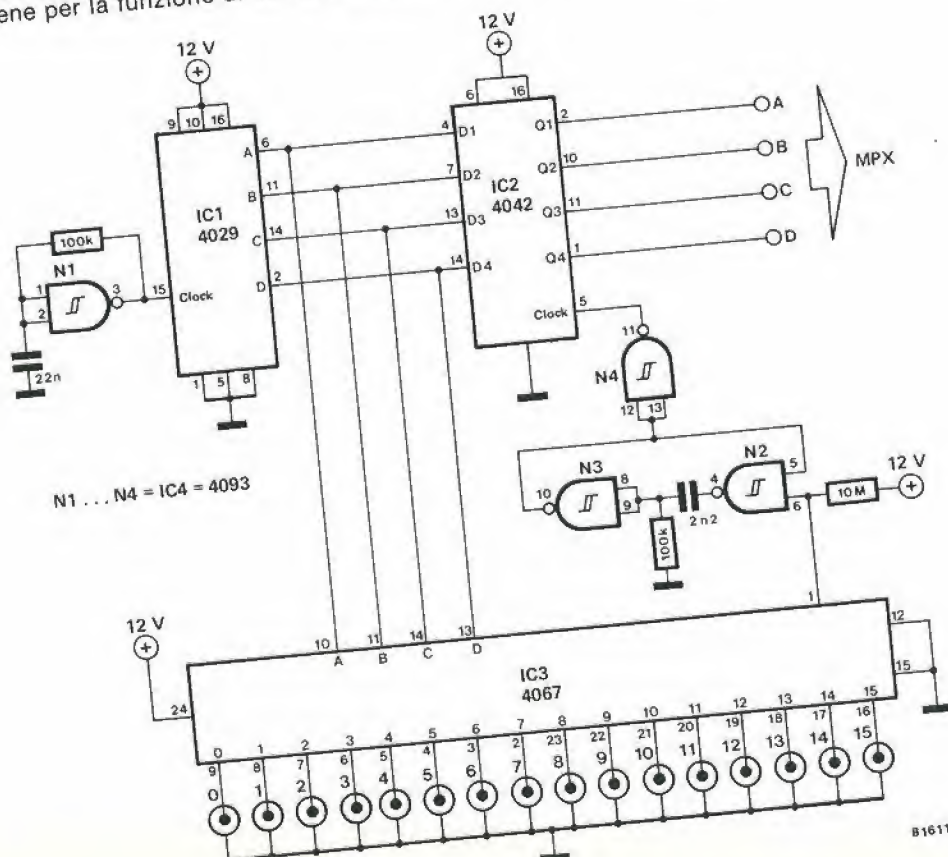 ene per la funzione
12 V
12 V
9 10 16
6 16
A 6
4 D1
Q1 2
A
B 11
7 D2
Q2 10
B
MPX
IC1
4029
IC2
4042
C 14
13 D3
Q3 11
C
D 2
14 D4
Q4 1
D
100k
N1
1
2
3
15 Clock
Clock 5
22n
1 5 8
11
N4
12 13
N1 . . . N4 = IC4 = 4093
N3
N2
12 V
10
8
9
4
5
6
2n2
10M
100k
12 V
10 11 14 13
1
12
A B C D
IC3
4067
15
24
0 1 2 3 4 5 6 7 8 9 10 11 12 13 14 15
9 8 7 6 5 4 3 2 23 22 21 20 19 18 17 16
0 1 2 3 4 5 6 7 8 9 10 11 12 13 14 15
81611